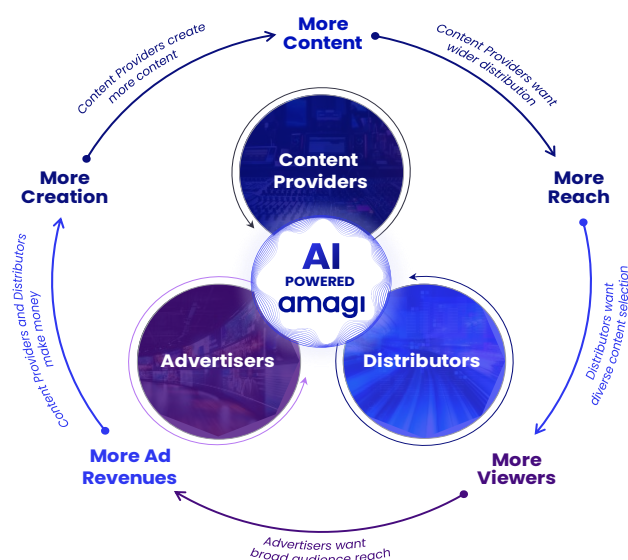 More
Content
Content Providers create
more content
Content Providers want
wider distribution
Content
Providers
More
Creation
More
Reach
AI
POWERED
amagi
Content Providers and Distributors
make money
Distributors want
diverse content selection
Advertisers
Distributors
More Ad
Revenues
More
Viewers
Advertisers want
broad audience reach